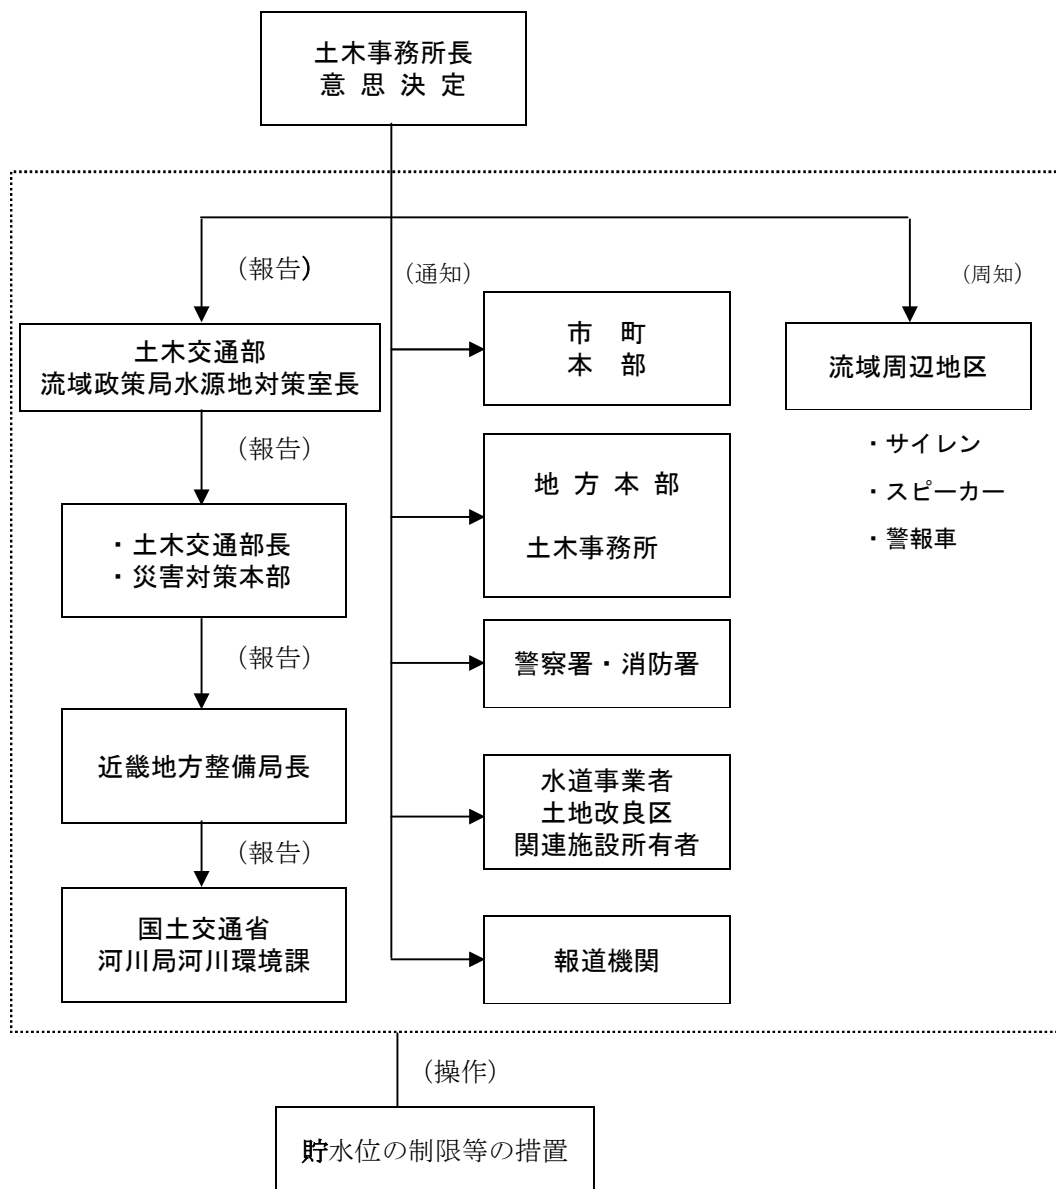 土木事務所長
意 思 決 定
(報告)
(通知)
(周知)
土木交通部
流域政策局水源地対策室長
(報告)
・土木交通部長
・災害対策本部
(報告)
近畿地方整備局長
(報告)
国土交通省
河川局河川環境課
市 町
本 部
地 方 本 部
土木事務所
警察署・消防署
水道事業者
土地改良区
関連施設所有者
報道機関
流域周辺地区
・サイレン
・スピーカー
・警報車
(操作)
貯水位の制限等の措置